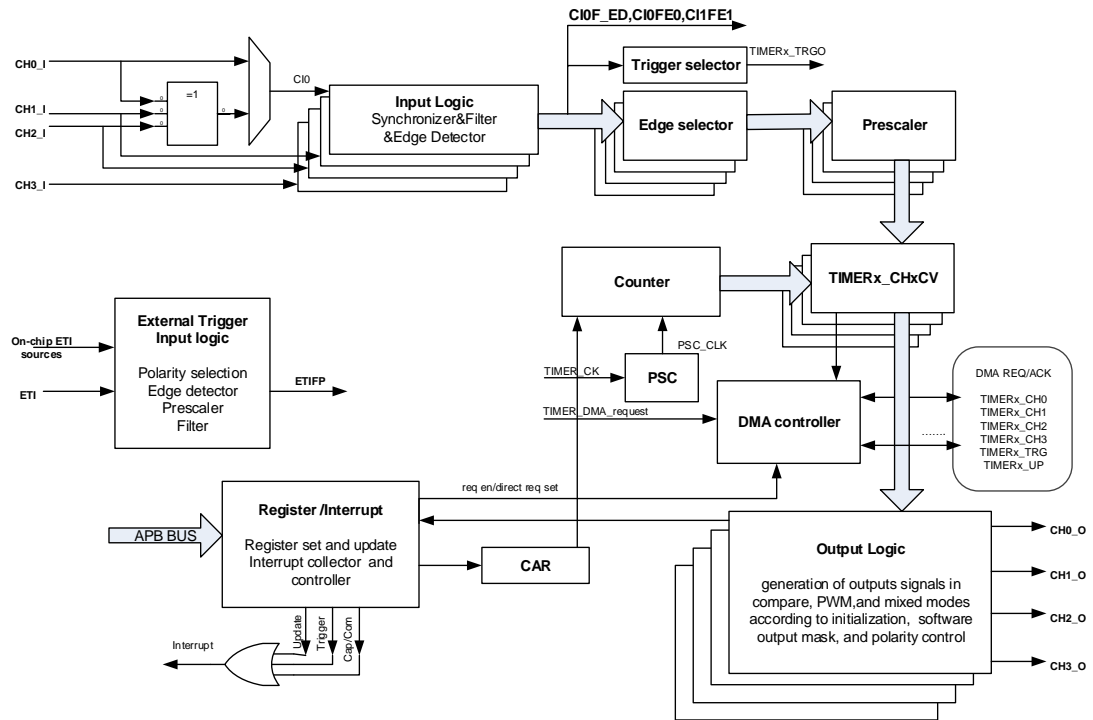 CI0F_ED,CI0FE0,CI1FE1
CH0_I
CH1_I
CH2_I
CH3_I
=1
0
0
0
0
CI0
Input Logic
Synchronizer&Filter
&Edge Detector
Trigger selector
TIMERx_TRGO
Edge selector
Prescaler
Counter
TIMERx_CHxCV
External Trigger
Input logic
Polarity selection
Edge detector
Prescaler
Filter
On-chip ETI
sources
ETI
ETIFP
PSC_CLK
TIMER_CK
PSC
TIMER_DMA_request
DMA controller
DMA REQ/ACK
TIMERx_CH0
TIMERx_CH1
TIMERx_CH2
TIMERx_CH3
TIMERx_TRG
TIMERx_UP
.......
req en/direct req set
APB BUS
Register /Interrupt
Register set and update
Interrupt collector and
controller
CAR
Output Logic
generation of outputs signals in
compare, PWM,and mixed modes
according to initialization, software
output mask, and polarity control
CH0_O
CH1_O
CH2_O
CH3_O
Update
Trigger
Cap/Com
Interrupt